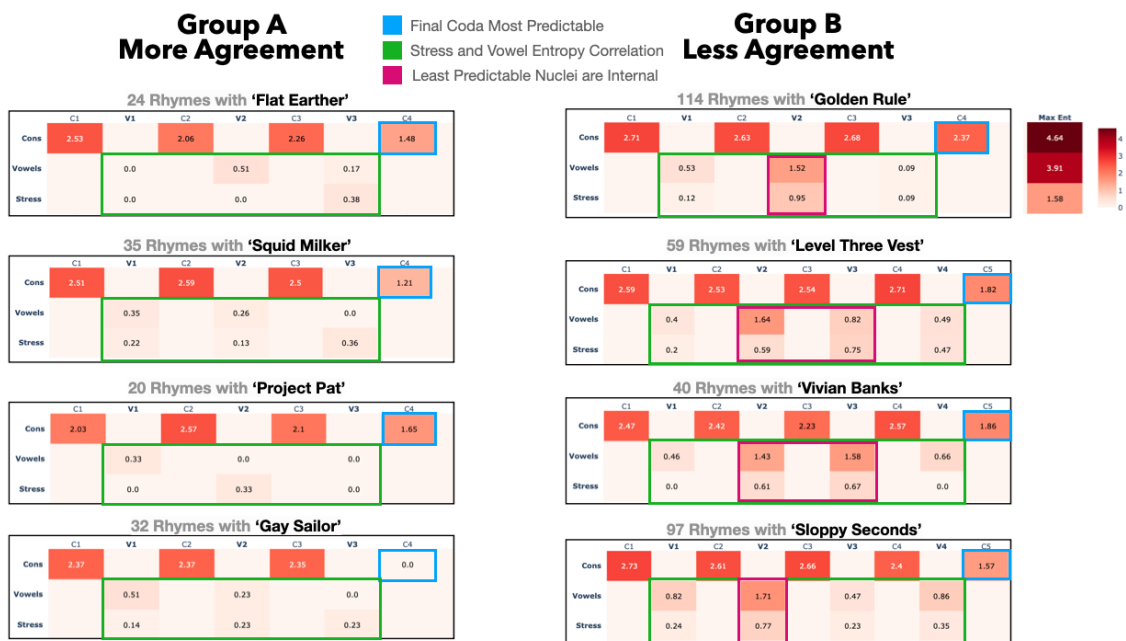 Group A
More Agreement
Final Coda Most Predictable
Stress and Vowel Entropy Correlation
Least Predictable Nuclei are Internal
Group B
Less Agreement
24 Rhymes with 'Flat Earther'
C1 V1 C2 V2 C3 V3 C4
Cons 2.53 2.06 2.26 1.48
Vowels 0.0 0.51 0.17
Stress 0.0 0.0 0.38
35 Rhymes with 'Squid Milker'
C1 V1 C2 V2 C3 V3 C4
Cons 2.51 2.59 2.5 1.21
Vowels 0.35 0.26 0.0
Stress 0.22 0.13 0.36
20 Rhymes with 'Project Pat'
C1 V1 C2 V2 C3 V3 C4
Cons 2.03 2.57 2.1 1.65
Vowels 0.33 0.0 0.0
Stress 0.0 0.33 0.0
32 Rhymes with 'Gay Sailor'
C1 V1 C2 V2 C3 V3 C4
Cons 2.37 2.37 2.35 0.0
Vowels 0.51 0.23 0.0
Stress 0.14 0.23 0.23
114 Rhymes with 'Golden Rule'
C1 V1 C2 V2 C3 V3 C4
Cons 2.71 2.63 2.68 2.37
Vowels 0.53 1.52 0.09
Stress 0.12 0.95 0.09
Max Ent
4.64
3.91
1.58
4
3
2
1
0
59 Rhymes with 'Level Three Vest'
C1 V1 C2 V2 C3 V3 C4 V4 C5
Cons 2.59 2.53 2.54 2.71 1.82
Vowels 0.4 1.64 0.82 0.49
Stress 0.2 0.59 0.75 0.47
40 Rhymes with 'Vivian Banks'
C1 V1 C2 V2 C3 V3 C4 V4 C5
Cons 2.47 2.42 2.23 2.57 1.86
Vowels 0.46 1.43 1.58 0.66
Stress 0.0 0.61 0.67 0.0
97 Rhymes with 'Sloppy Seconds'
C1 V1 C2 V2 C3 V3 C4 V4 C5
Cons 2.73 2.61 2.66 2.4 1.57
Vowels 0.82 1.71 0.47 0.86
Stress 0.24 0.77 0.23 0.35